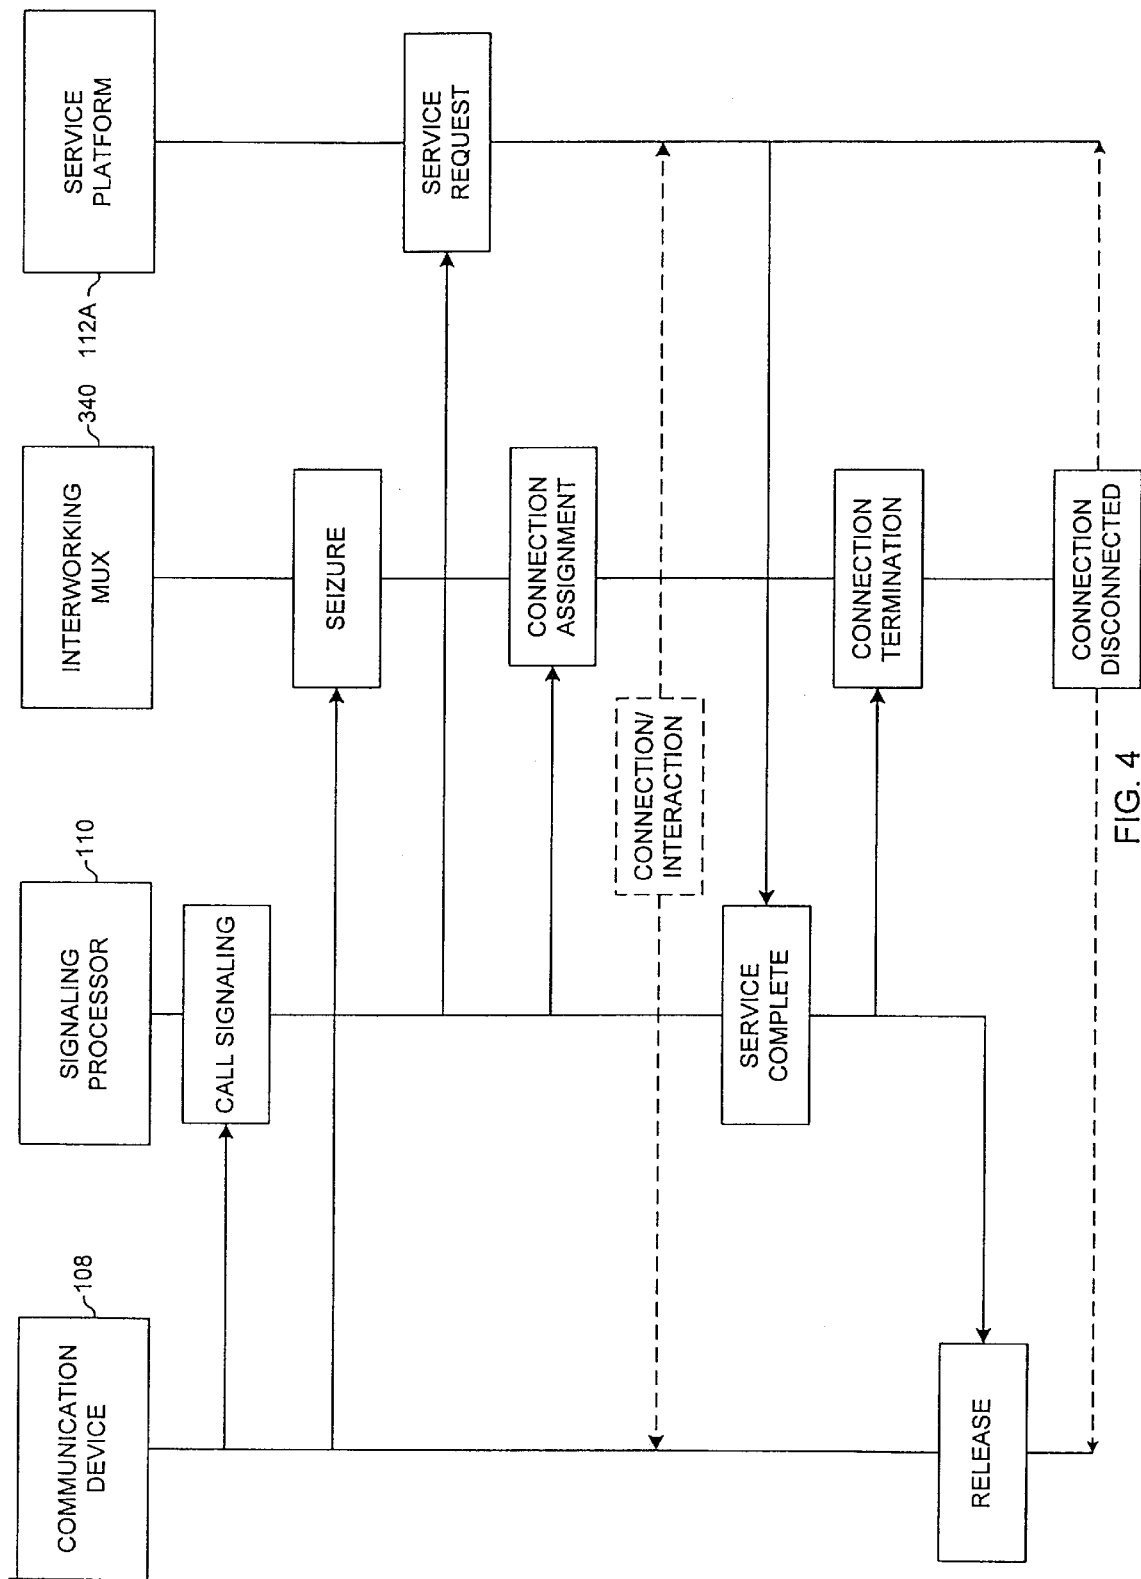 COMMUNICATION
DEVICE
108
SIGNALING
PROCESSOR
110
INTERWORKING
MUX
340
SERVICE
PLATFORM
112A
CALL SIGNALING
SEIZURE
SERVICE
REQUEST
CONNECTION
ASSIGNMENT
CONNECTION/
INTERACTION
SERVICE
COMPLETE
CONNECTION
TERMINATION
RELEASE
CONNECTION
DISCONNECTED
FIG. 4